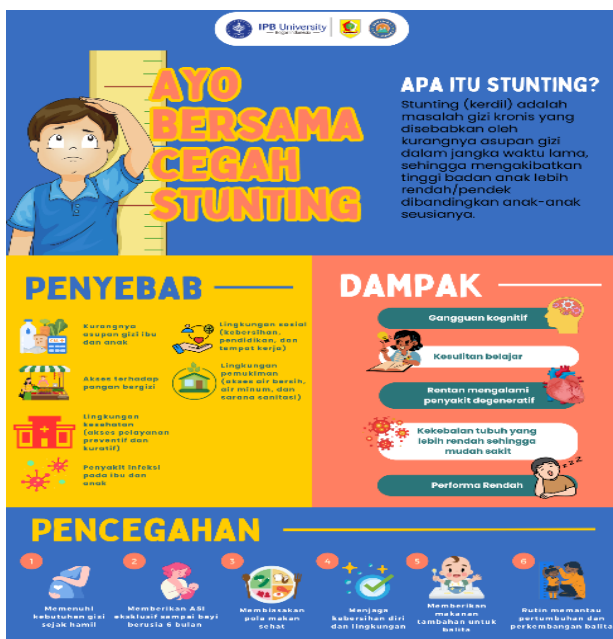 IPB University
Bogor Indonesia
AYO
BERSAMA
CEGAH
STUNTING
APA ITU STUNTING?
Stunting (kerdil) adalah
masalah gizi kronis yang
disebabkan oleh
kurangnya asupan gizi
dalam jangka waktu lama,
sehingga mengakibatkan
tinggi badan anak lebih
rendah/pendek
dibandingkan anak-anak
seusianya.
PENYEBAB
Kurangnya
asupan gizi ibu
dan anak
Akses terhadap
pangan bergizi
Lingkungan
kesehatan
(akses pelayanan
preventif dan
kuratif)
Penyakit infeksi
pada ibu dan
anak
Lingkungan sosial
(kebersihan,
pendidikan, dan
tempat kerja)
Lingkungan
pemukiman
(akses air bersih,
air minum, dan
sarana sanitasi)
DAMPAK
Gangguan kognitif
Kesulitan belajar
Rentan mengalami
penyakit degeneratif
Kekebalan tubuh yang
lebih rendah sehingga
mudah sakit
Performa Rendah
PENCEGAHAN
1
Memenuhi
kebutuhan gizi
sejak hamil
2
Memberikan ASI
eksklusif sampai bayi
berusia 6 bulan
3
Membiasakan
pola makan
sehat
4
Menjaga
kebersihan diri
dan lingkungan
5
Memberikan
makanan
tambahan untuk
balita
6
Rutin memantau
pertumbuhan dan
perkembangan balita